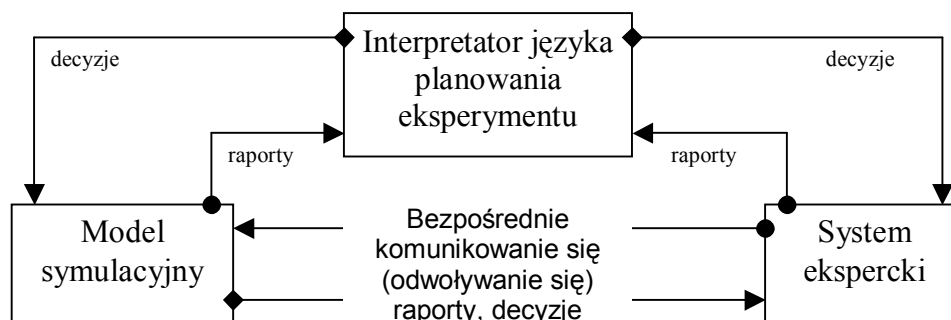 Interpretator języka
planowania
eksperymentu
decyzje
decyzje
raporty
raporty
Model
symulacyjny
Bezpośrednie
komunikowanie się
(odwoływanie się)
raporty, decyzje
System
ekspercki